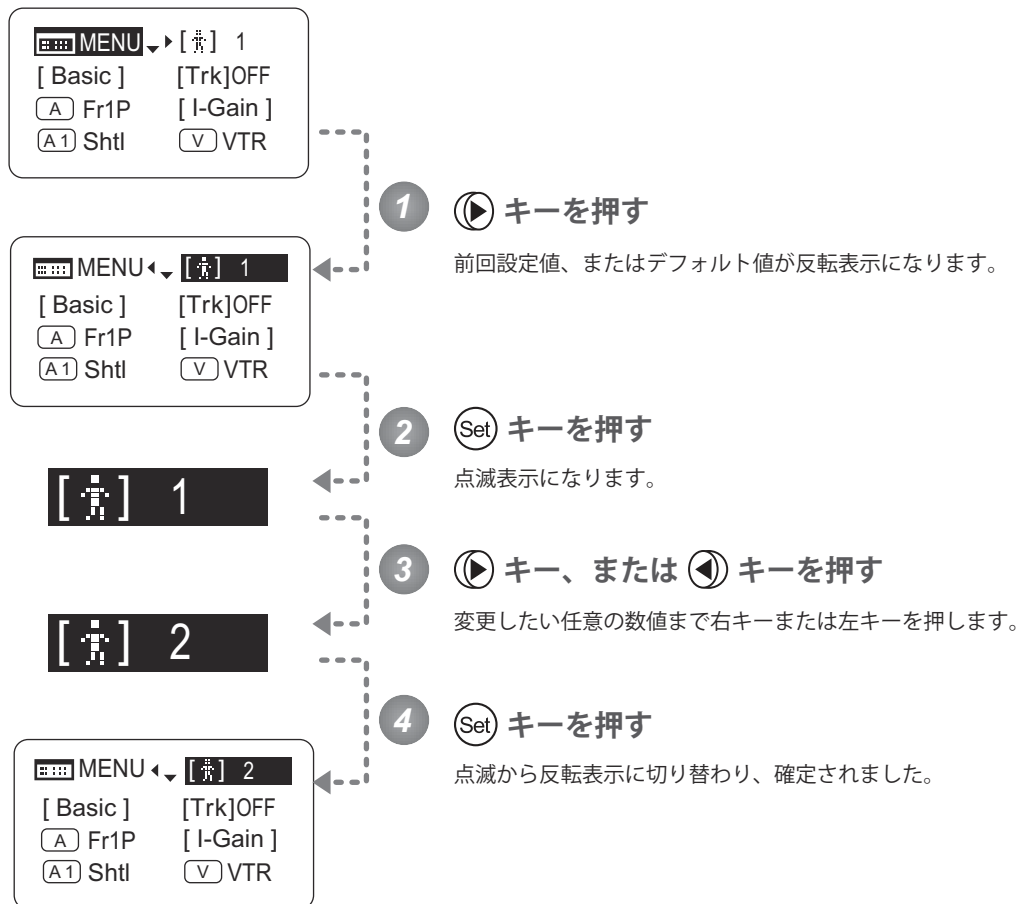 MENU [ ] 1
[ Basic ] [Trk]OFF
A Fr1P [ I-Gain ]
A1 Shtl V VTR
1 キーを押す
前回設定値、またはデフォルト値が反転表示になります。
MENU [ ] 1
[ Basic ] [Trk]OFF
A Fr1P [ I-Gain ]
A1 Shtl V VTR
2 Set キーを押す
点滅表示になります。
[ ] 1
3 キー、または キーを押す
変更したい任意の数値まで右キーまたは左キーを押します。
[ ] 2
4 Set キーを押す
点滅から反転表示に切り替わり、確定されました。
MENU [ ] 2
[ Basic ] [Trk]OFF
A Fr1P [ I-Gain ]
A1 Shtl V VTR